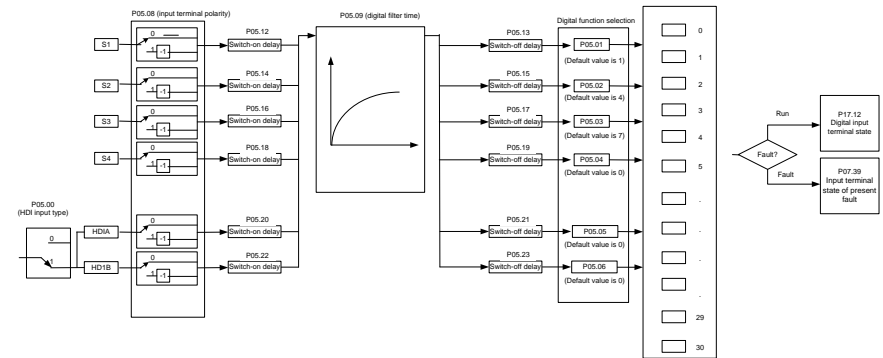 P05.08 (input terminal polarity)
P05.09 (digital filter time)
Digital function selection
S1
0
1
-1
P05.12
Switch-on delay
P05.13
Switch-off delay
P05.01
(Default value is 1)
S2
0
1
-1
P05.14
Switch-on delay
P05.15
Switch-off delay
P05.02
(Default value is 4)
S3
0
1
-1
P05.16
Switch-on delay
P05.17
Switch-off delay
P05.03
(Default value is 7)
S4
0
1
-1
P05.18
Switch-on delay
P05.19
Switch-off delay
P05.04
(Default value is 0)
P05.00
(HDI input type)
0
1
HDIA
0
1
-1
P05.20
Switch-on delay
P05.21
Switch-off delay
P05.05
(Default value is 0)
HD1B
0
1
-1
P05.22
Switch-on delay
P05.23
Switch-off delay
P05.06
(Default value is 0)
0
1
2
3
4
5
.
.
.
.
29
30
Fault?
Run
Fault
P17.12
Digital input
terminal state
P07.39
Input terminal
state of present
fault